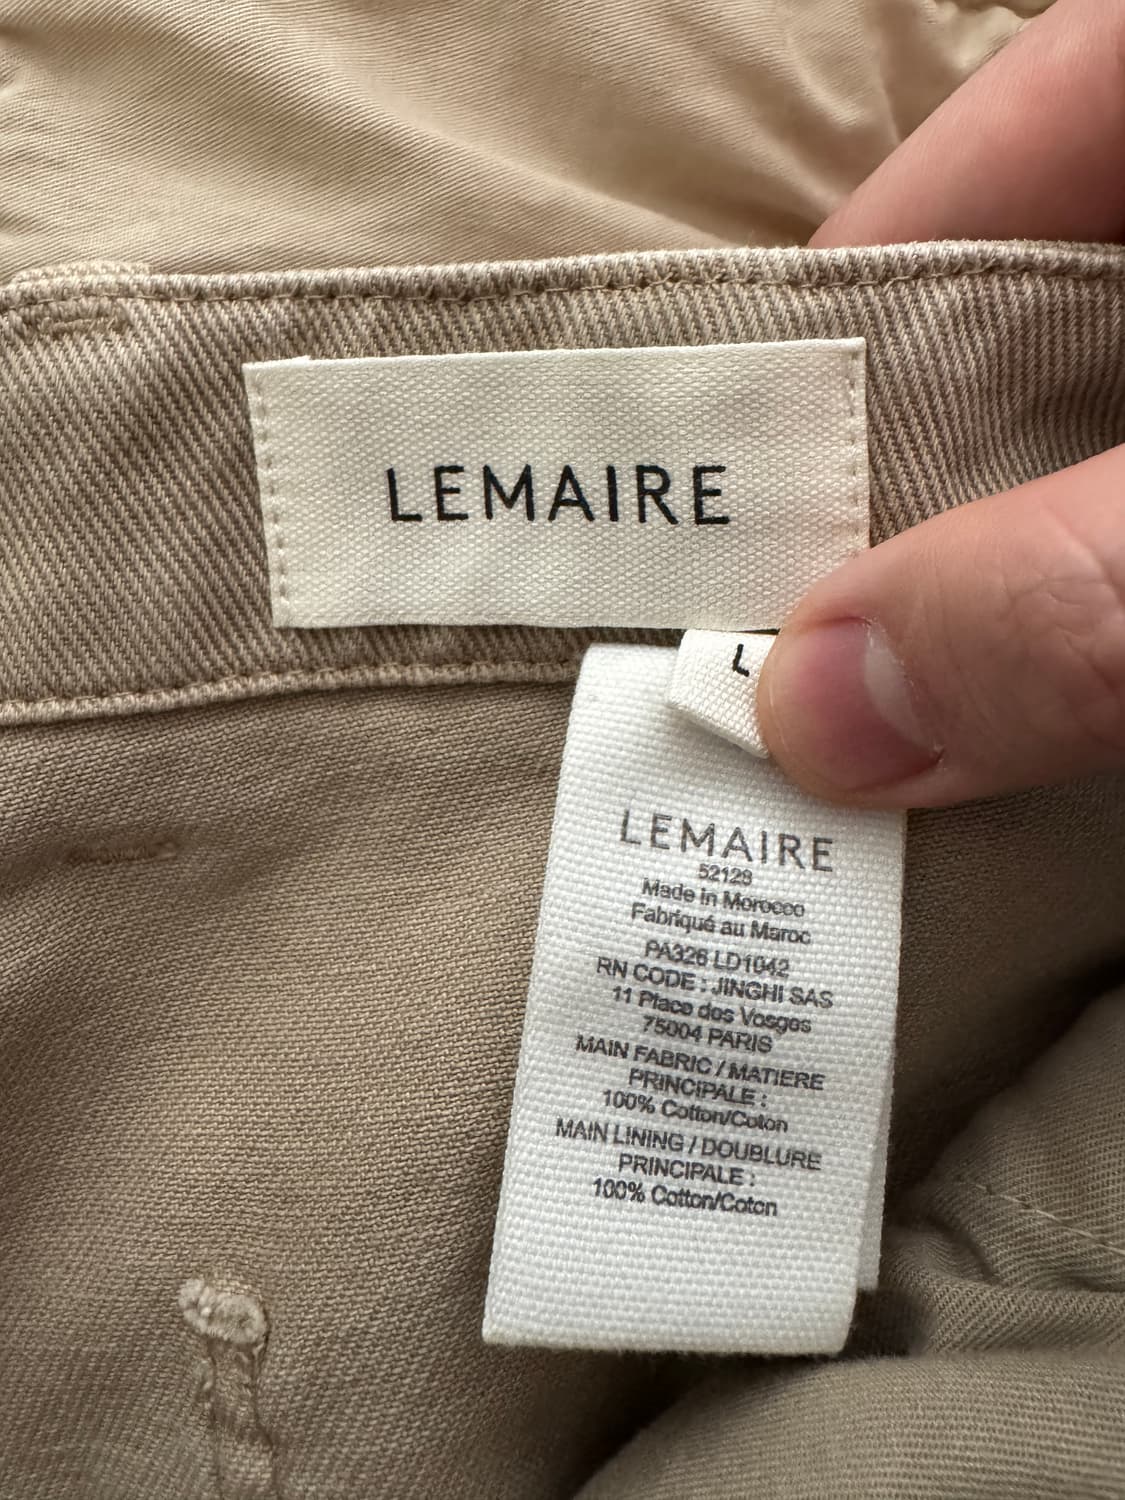 LEMAIRE
L
LEMAIRE
52128
Made in Morocco
Fabriqué au Maroc
PA326 LD1042
RN CODE : JINGHI SAS
11 Place des Vosges
75004 PARIS
MAIN FABRIC / MATIERE
PRINCIPALE :
100% Cotton/Coton
MAIN LINING / DOUBLURE
PRINCIPALE :
100% Cotton/Coton